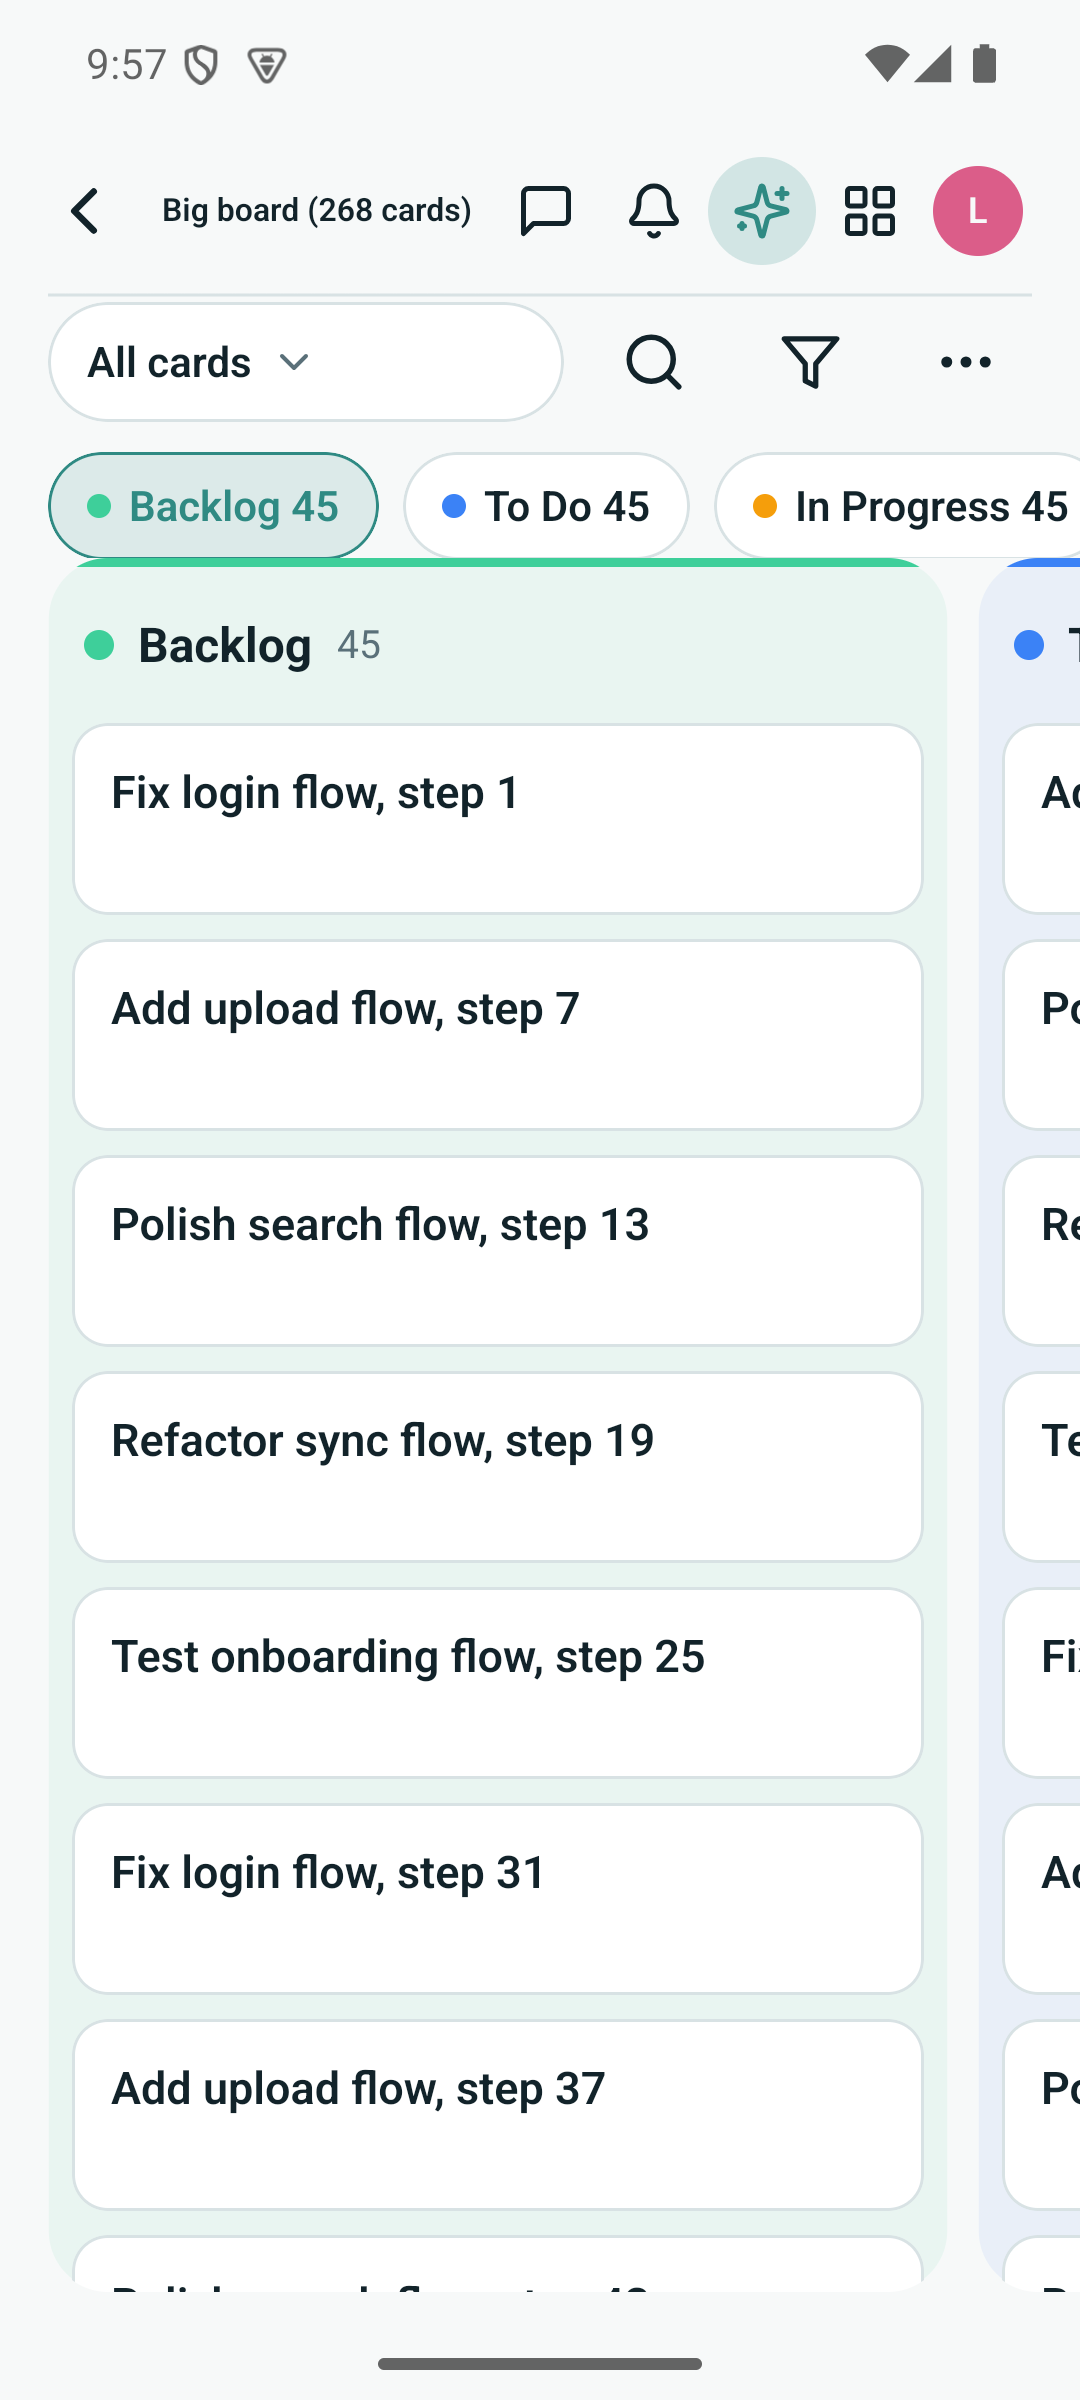 9:57
Big board (268 cards)
L
All cards
Backlog 45
To Do 45
In Progress 45
Backlog 45
Fix login flow, step 1
Add upload flow, step 7
Polish search flow, step 13
Refactor sync flow, step 19
Test onboarding flow, step 25
Fix login flow, step 31
Add upload flow, step 37